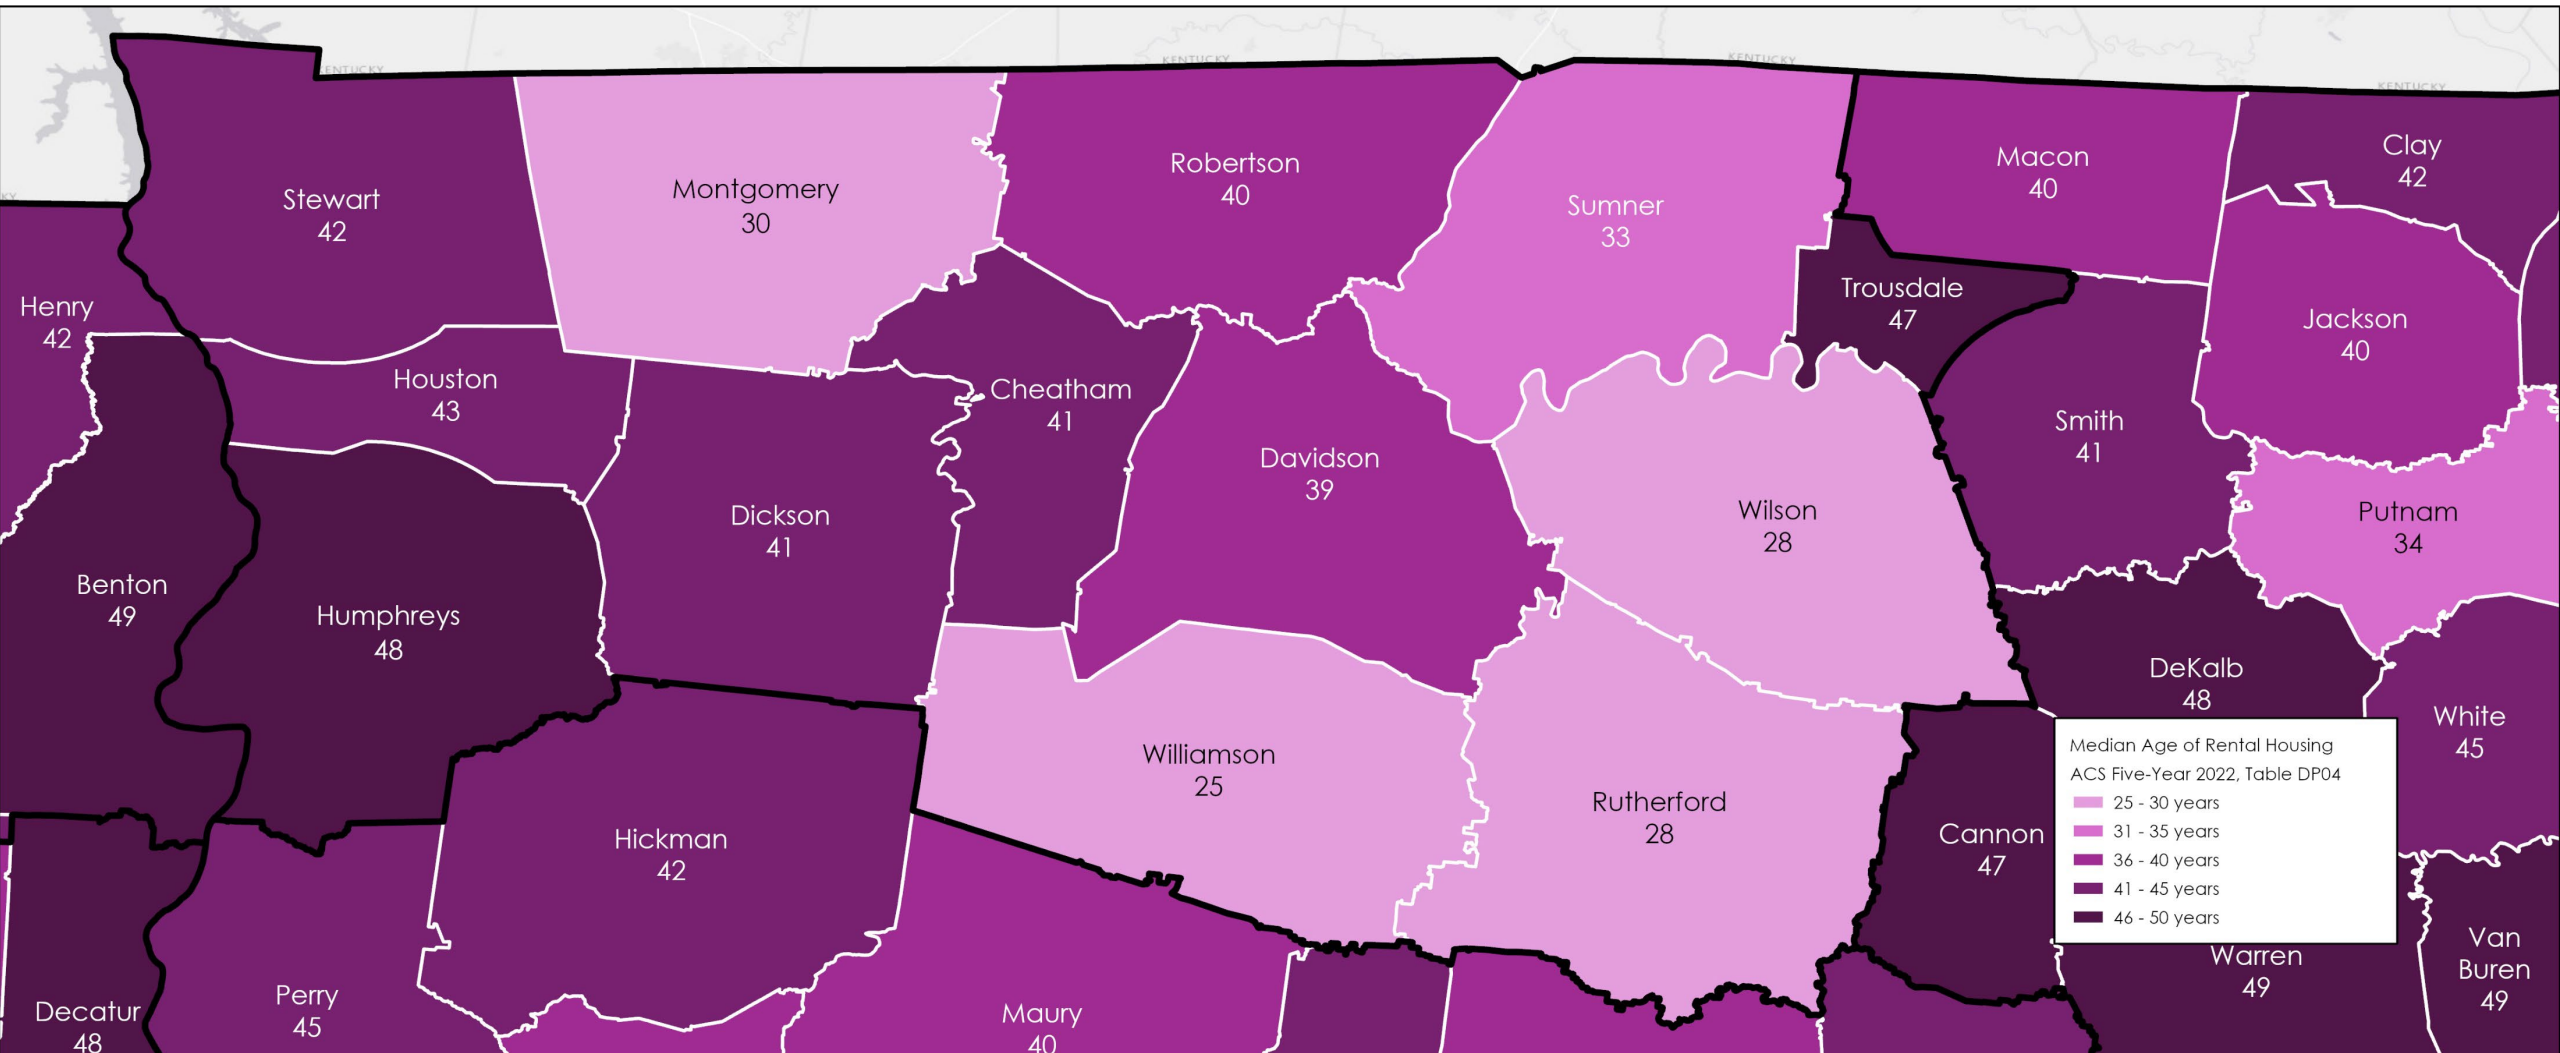 KENTUCKY
KENTUCKY
KENTUCKY
KENTUCKY
KY
Stewart
42
Montgomery
30
Robertson
40
Sumner
33
Macon
40
Clay
42
Henry
42
Trousdale
47
Jackson
40
Houston
43
Cheatham
41
Davidson
39
Smith
41
Dickson
41
Wilson
28
Putnam
34
Benton
49
Humphreys
48
DeKalb
48
White
45
Williamson
25
Rutherford
28
Hickman
42
Cannon
47
Median Age of Rental Housing
ACS Five-Year 2022, Table DP04
25 - 30 years
31 - 35 years
36 - 40 years
41 - 45 years
46 - 50 years
Warren
49
Van
Buren
49
Decatur
48
Perry
45
Maury
40